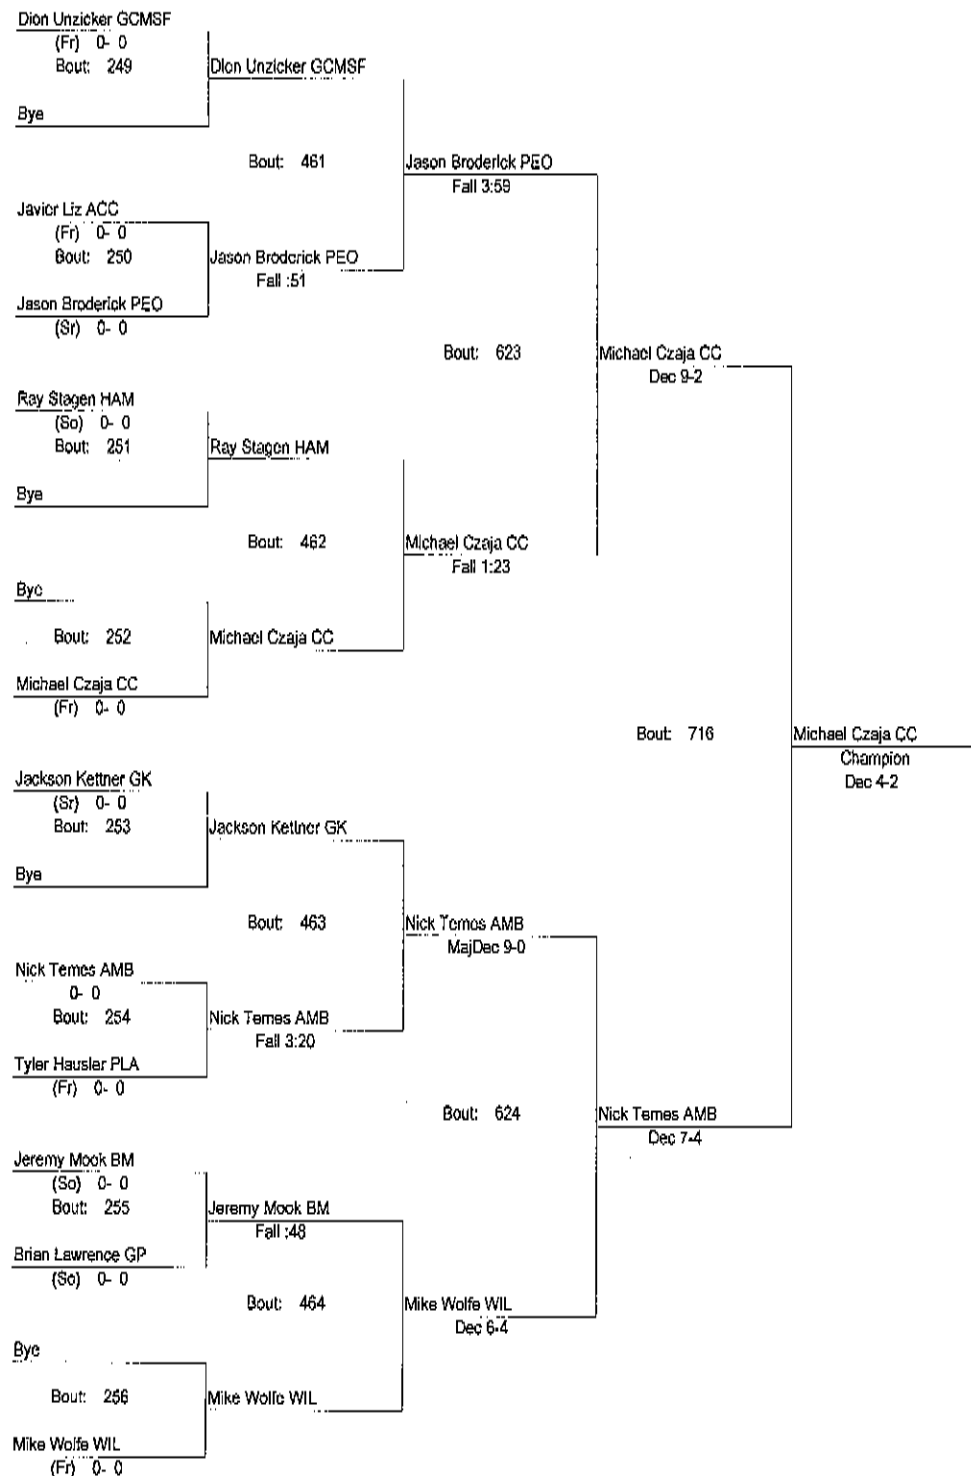 Dion Unzicker GCMSF
(Fr) 0- 0
Bout: 249
Dion Unzicker GCMSF
Bye
Bout: 461
Jason Broderick PEO
Fall 3:59
Javier Liz ACC
(Fr) 0- 0
Bout: 250
Jason Broderick PEO
Fall :51
Jason Broderick PEO
(Sr) 0- 0
Bout: 623
Michael Czaja CC
Dec 9-2
Ray Stagen HAM
(So) 0- 0
Bout: 251
Ray Stagen HAM
Bye
Bout: 462
Michael Czaja CC
Fall 1:23
Bye
Bout: 252
Michael Czaja CC
Michael Czaja CC
(Fr) 0- 0
Bout: 716
Michael Czaja CC
Champion
Dec 4-2
Jackson Kettner GK
(Sr) 0- 0
Bout: 253
Jackson Kettner GK
Bye
Bout: 463
Nick Temes AMB
MajDec 9-0
Nick Temes AMB
0- 0
Bout: 254
Nick Temes AMB
Fall 3:20
Tyler Hausler PLA
(Fr) 0- 0
Bout: 624
Nick Temes AMB
Dec 7-4
Jeremy Mook BM
(So) 0- 0
Bout: 255
Jeremy Mook BM
Fall :48
Brian Lawrence GP
(So) 0- 0
Bout: 464
Mike Wolfe WIL
Dec 6-4
Bye
Bout: 256
Mike Wolfe WIL
Mike Wolfe WIL
(Fr) 0- 0